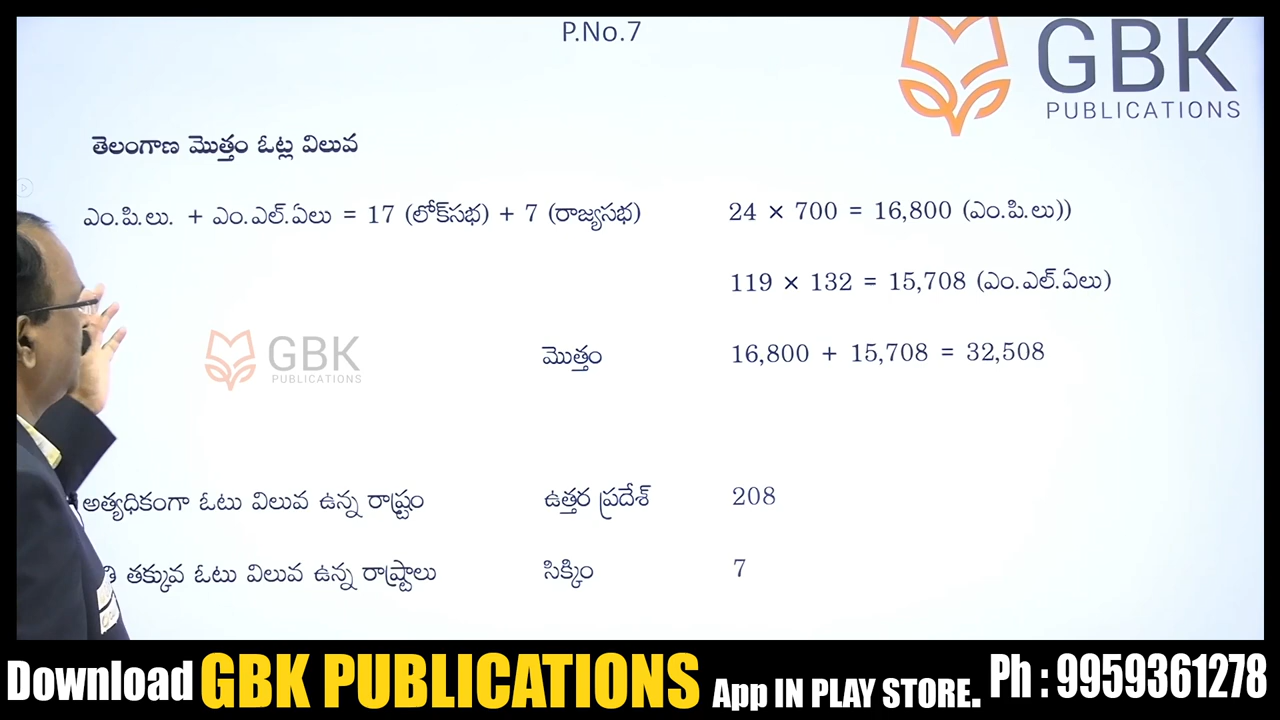 P.No.7
GBK
PUBLICATIONS
తెలంగాణ మొత్తం ఓట్ల విలువ
ఎం.పి.లు. + ఎం.ఎల్.ఏలు = 17 (లోక్‌సభ) + 7 (రాజ్యసభ) 24 × 700 = 16,800 (ఎం.పి.లు))
119 × 132 = 15,708 (ఎం.ఎల్.ఏలు)
మొత్తం 16,800 + 15,708 = 32,508
GBK
PUBLICATIONS
అత్యధికంగా ఓటు విలువ ఉన్న రాష్ట్రం ఉత్తర ప్రదేశ్ 208
తక్కువ ఓటు విలువ ఉన్న రాష్ట్రాలు సిక్కిం 7
Download GBK PUBLICATIONS App IN PLAY STORE. Ph : 9959361278